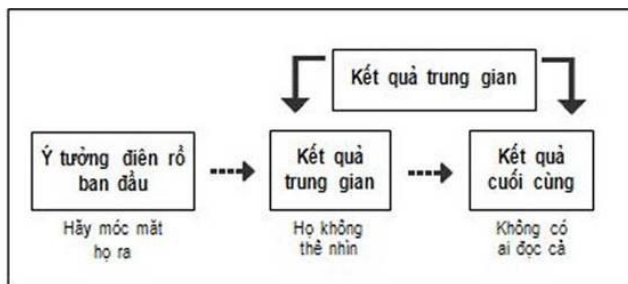 Kết quả trung gian
Ý tưởng điên rồ
ban đầu
Kết quả
trung gian
Kết quả
cuối cùng
Hãy móc mắt
họ ra
Họ không
thể nhìn
Không có
ai đọc cả